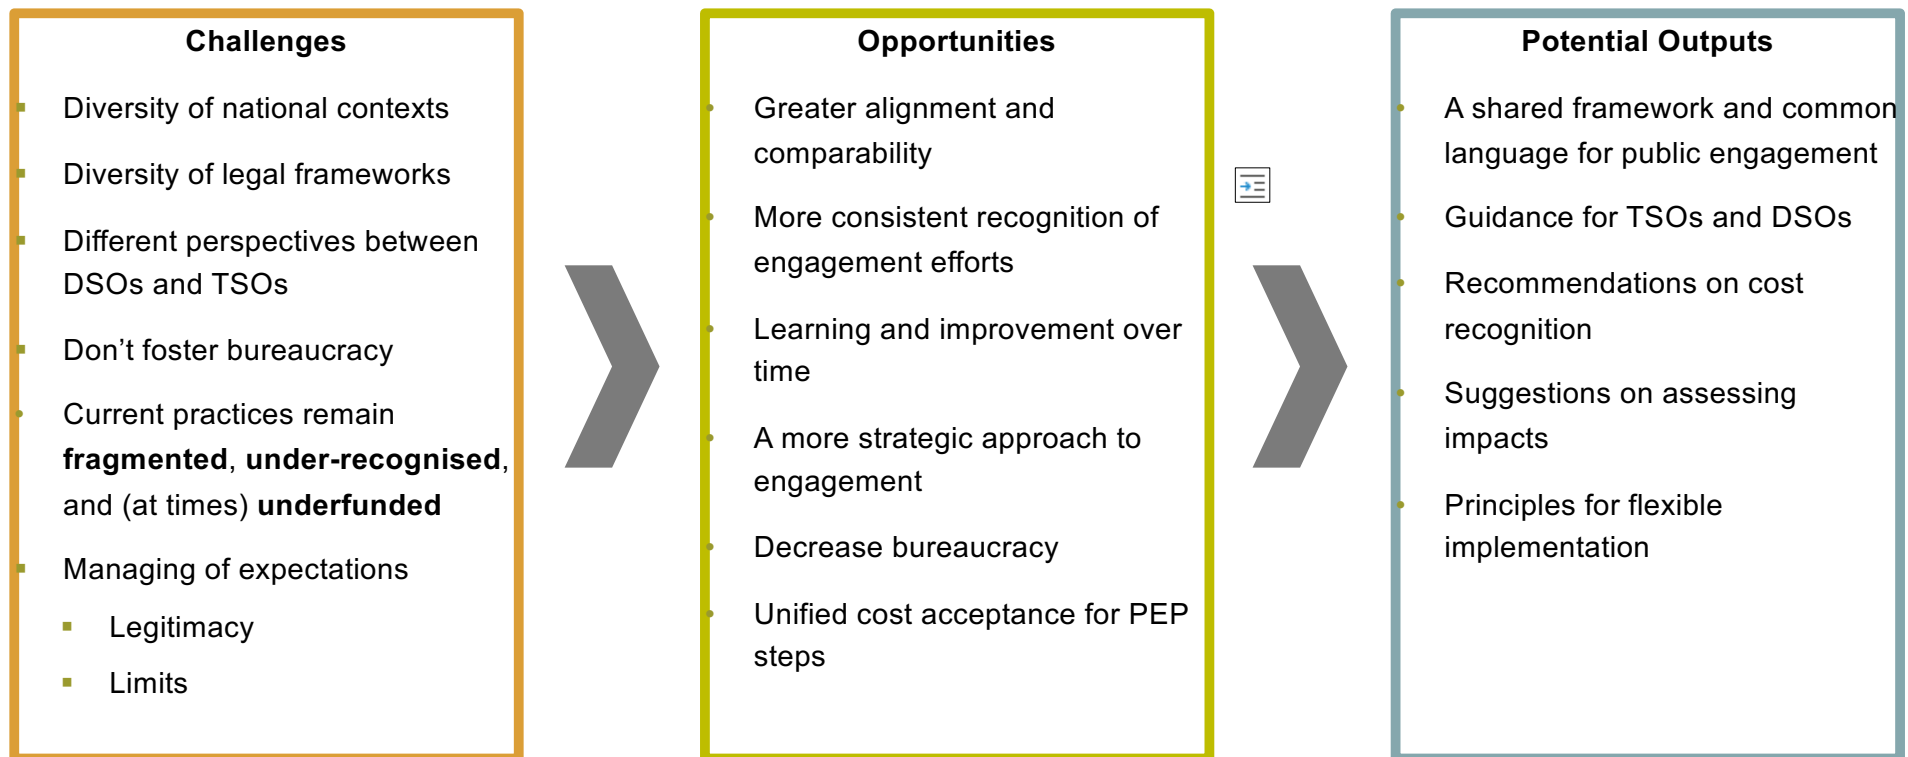 Challenges
Diversity of national contexts
Diversity of legal frameworks
Different perspectives between
DSOs and TSOs
Don’t foster bureaucracy
Current practices remain
fragmented, under-recognised,
and (at times) underfunded
Managing of expectations
Legitimacy
Limits
Opportunities
Greater alignment and
comparability
More consistent recognition of
engagement efforts
Learning and improvement over
time
A more strategic approach to
engagement
Decrease bureaucracy
Unified cost acceptance for PEP
steps
Potential Outputs
A shared framework and common
language for public engagement
Guidance for TSOs and DSOs
Recommendations on cost
recognition
Suggestions on assessing
impacts
Principles for flexible
implementation